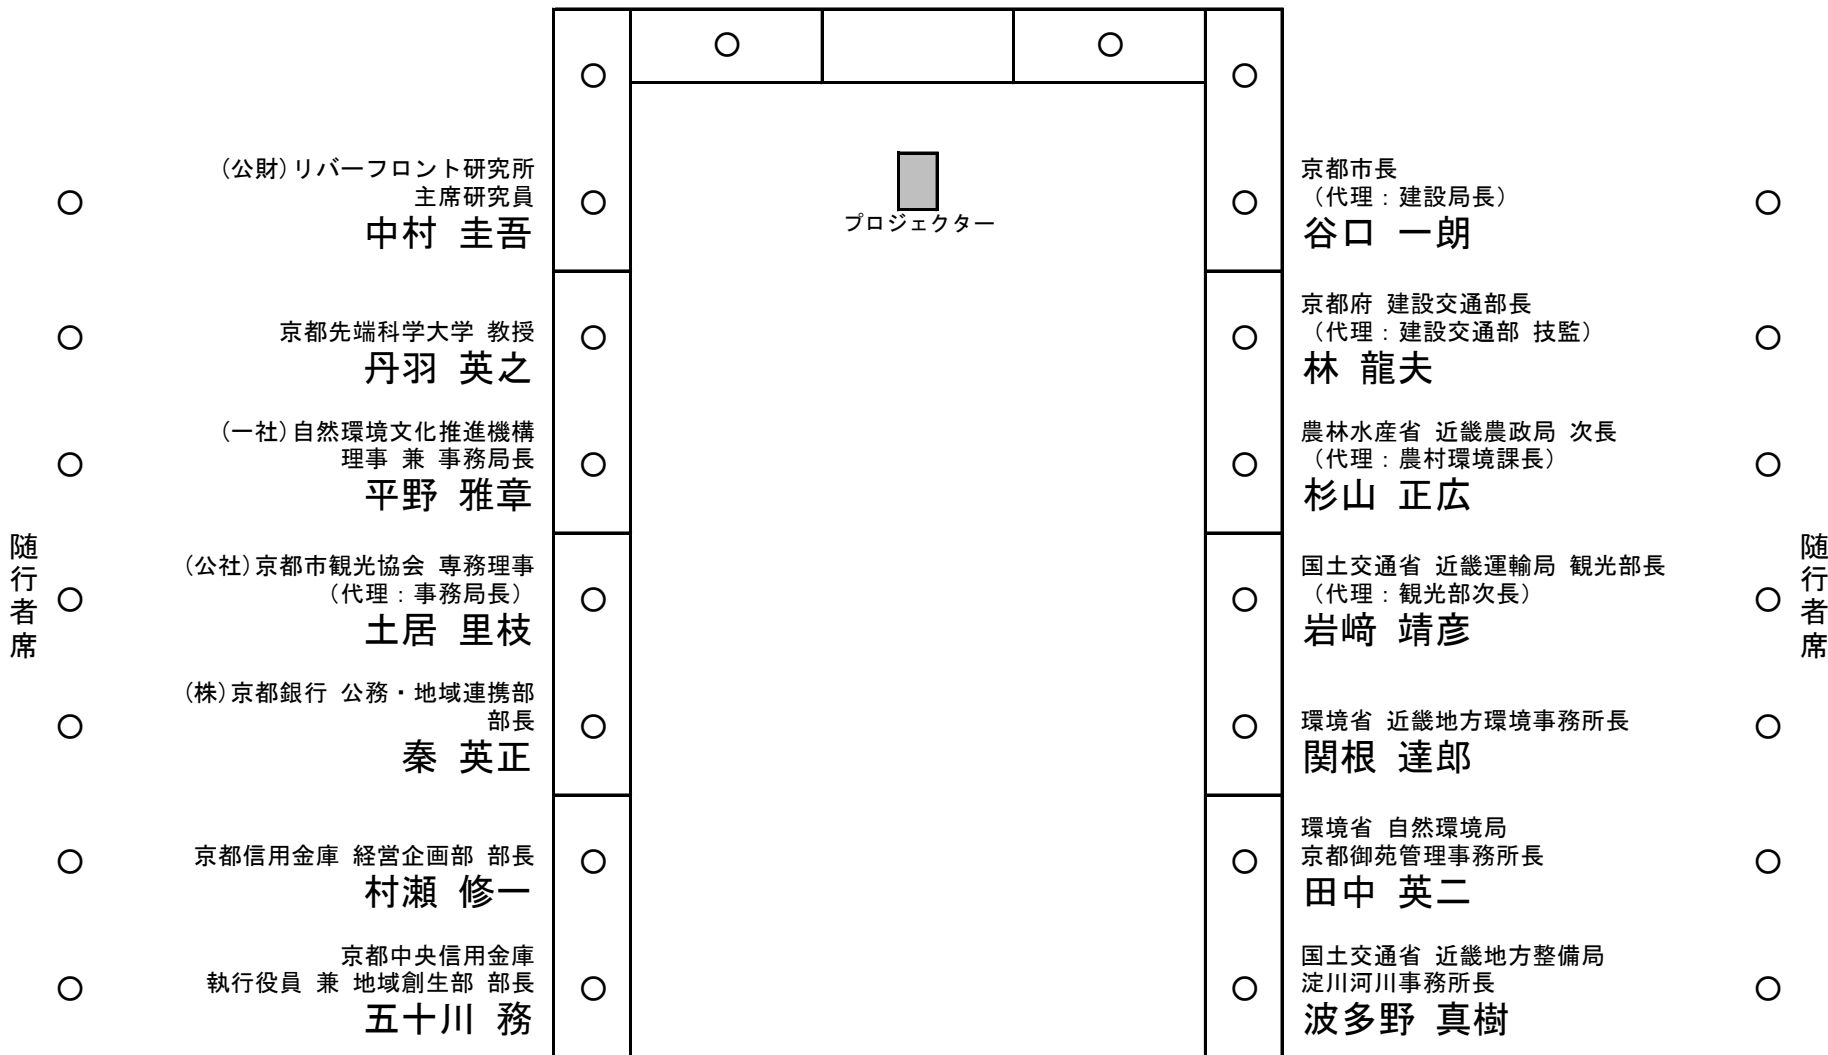 プロジェクター
(公財)リバーフロント研究所
主席研究員
中村 圭吾
京都先端科学大学 教授
丹羽 英之
(一社)自然環境文化推進機構
理事 兼 事務局長
平野 雅章
(公社)京都市観光協会 専務理事
(代理：事務局長)
土居 里枝
(株)京都銀行 公務・地域連携部
部長
秦 英正
京都信用金庫 経営企画部 部長
村瀬 修一
京都中央信用金庫
執行役員 兼 地域創生部 部長
五十川 務
随行者席
京都市長
(代理：建設局長)
谷口 一朗
京都府 建設交通部長
(代理：建設交通部 技監)
林 龍夫
農林水産省 近畿農政局 次長
(代理：農村環境課長)
杉山 正広
国土交通省 近畿運輸局 観光部長
(代理：観光部次長)
岩﨑 靖彦
環境省 近畿地方環境事務所長
関根 達郎
環境省 自然環境局
京都御苑管理事務所長
田中 英二
国土交通省 近畿地方整備局
淀川河川事務所長
波多野 真樹
随行者席